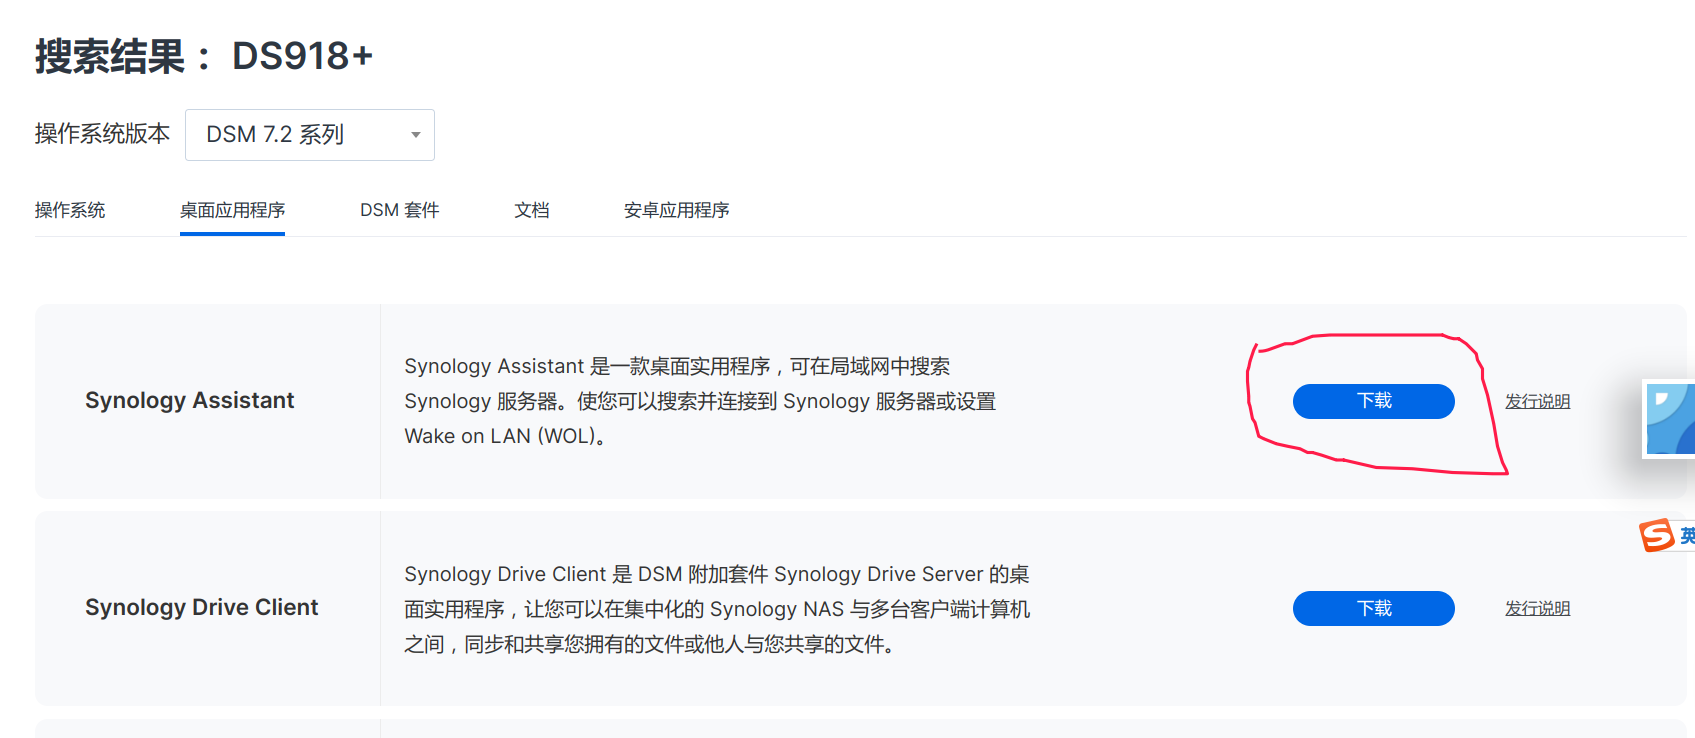 搜索结果： DS918+
操作系统版本 DSM 7.2 系列
操作系统 桌面应用程序 DSM 套件 文档 安卓应用程序
Synology Assistant
Synology Assistant 是一款桌面实用程序，可在局域网中搜索
Synology 服务器。使您可以搜索并连接到 Synology 服务器或设置
Wake on LAN (WOL)。
下载 发行说明
英
Synology Drive Client
Synology Drive Client 是 DSM 附加套件 Synology Drive Server 的桌
面实用程序，让您可以在集中化的 Synology NAS 与多台客户端计算机
之间，同步和共享您拥有的文件或他人与您共享的文件。
下载 发行说明